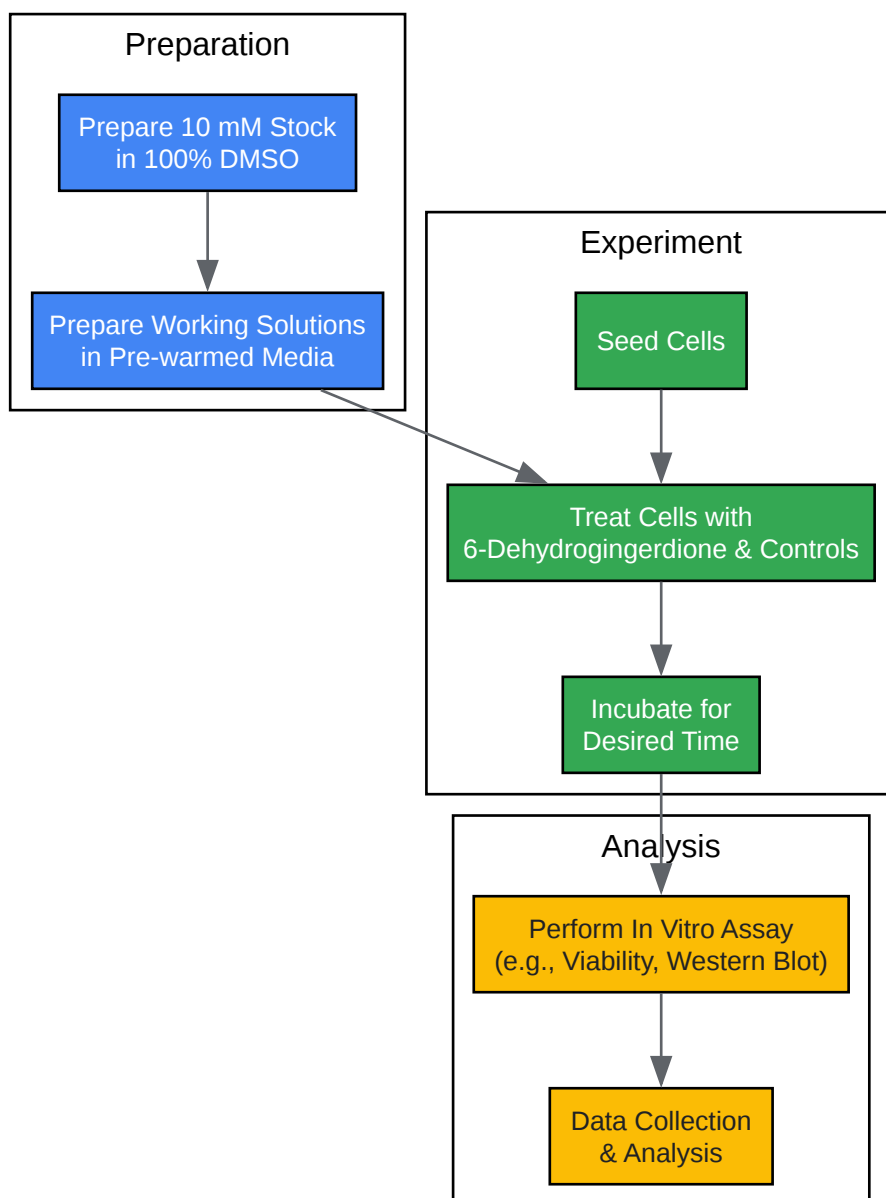 Preparation
Prepare 10 mM Stock
in 100% DMSO
Prepare Working Solutions
in Pre-warmed Media
Experiment
Seed Cells
Treat Cells with
6-Dehydrogingerdione & Controls
Incubate for
Desired Time
Analysis
Perform In Vitro Assay
(e.g., Viability, Western Blot)
Data Collection
& Analysis